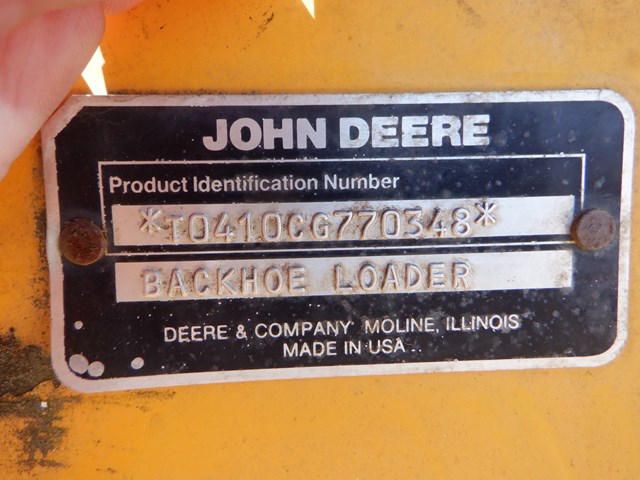 JOHN DEERE
Product Identification Number
*T0410CG770348*
BACKHOE LOADER
DEERE & COMPANY MOLINE, ILLINOIS
MADE IN USA